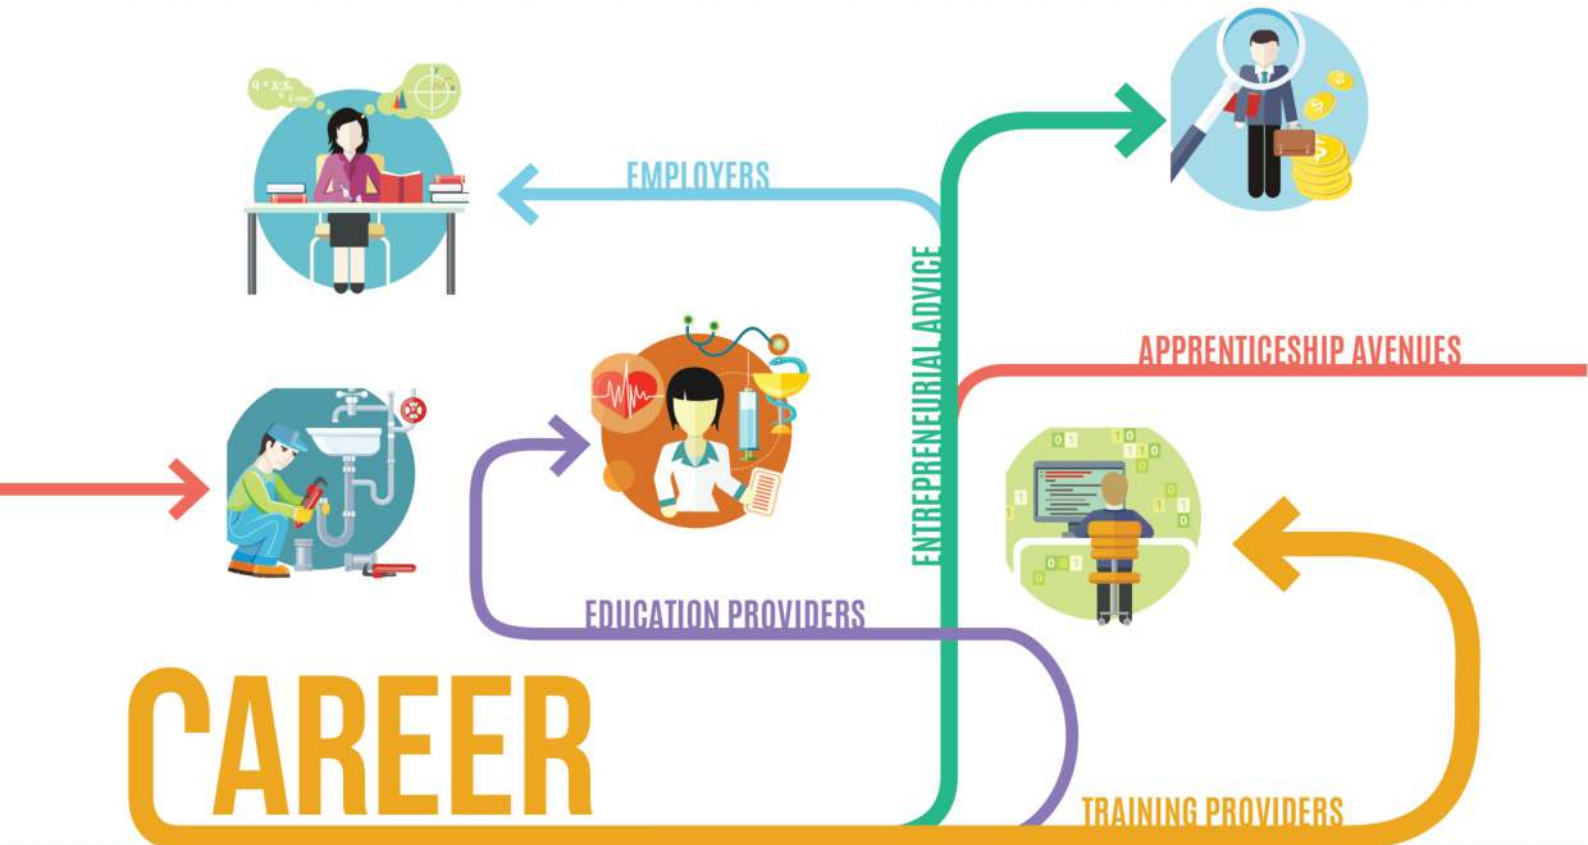 EMPLOYERS
ENTREPRENEURIAL ADVICE
APPRENTICESHIP AVENUES
EDUCATION PROVIDERS
CAREER
TRAINING PROVIDERS